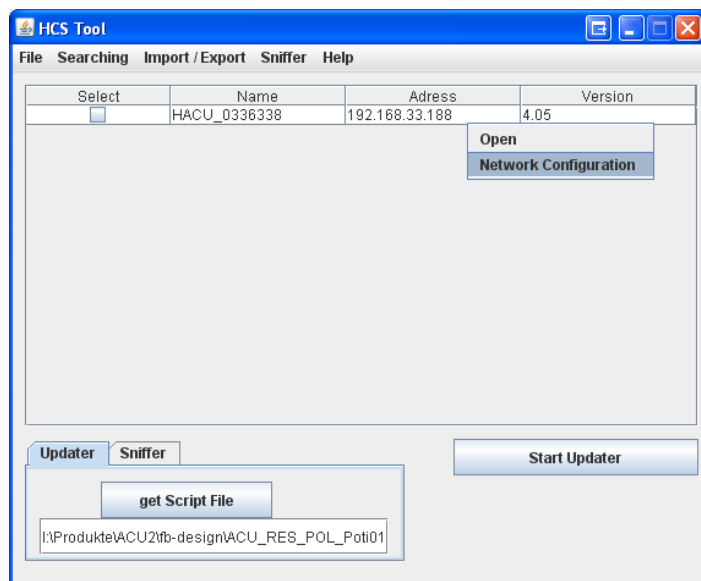 HCS Tool
File Searching Import / Export Sniffer Help
Select Name Adress Version
HACU_0336338 192.168.33.188 4.05
Open
Network Configuration
Updater Sniffer
Start Updater
get Script File
I:\Produkte\ACU2\fb-design\ACU_RES_POL_Poti01